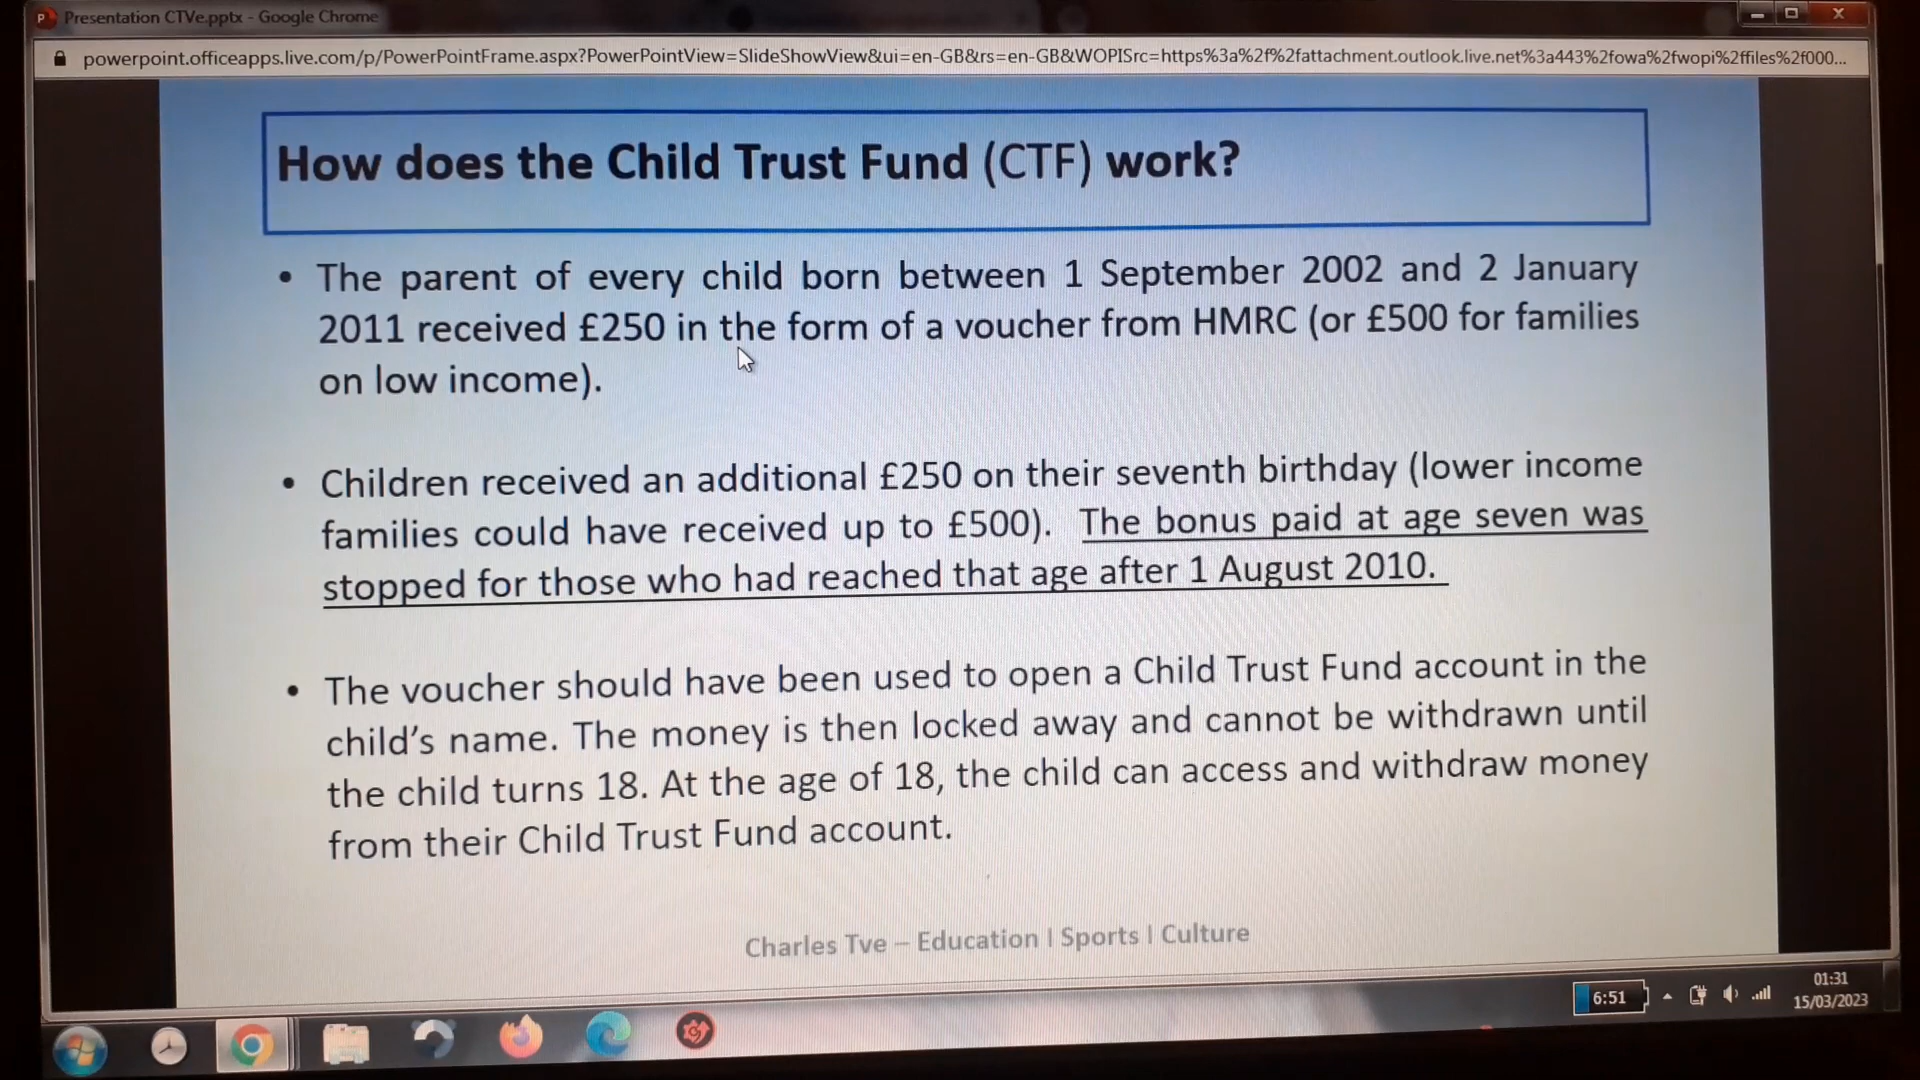 Presentation CTVe.pptx - Google Chrome
powerpoint.officeapps.live.com/p/PowerPointFrame.aspx?PowerPointView=SlideShowView&ui=en-GB&rs=en-GB&WOPISrc=https%3a%2f%2fattachment.outlook.live.net%3a443%2fowa%2fwopi%2ffiles%2f000...
How does the Child Trust Fund (CTF) work?
• The parent of every child born between 1 September 2002 and 2 January
2011 received £250 in the form of a voucher from HMRC (or £500 for families
on low income).
• Children received an additional £250 on their seventh birthday (lower income
families could have received up to £500). The bonus paid at age seven was
stopped for those who had reached that age after 1 August 2010.
• The voucher should have been used to open a Child Trust Fund account in the
child's name. The money is then locked away and cannot be withdrawn until
the child turns 18. At the age of 18, the child can access and withdraw money
from their Child Trust Fund account.
Charles Tve – Education | Sports | Culture
6:51
01:31
15/03/2023